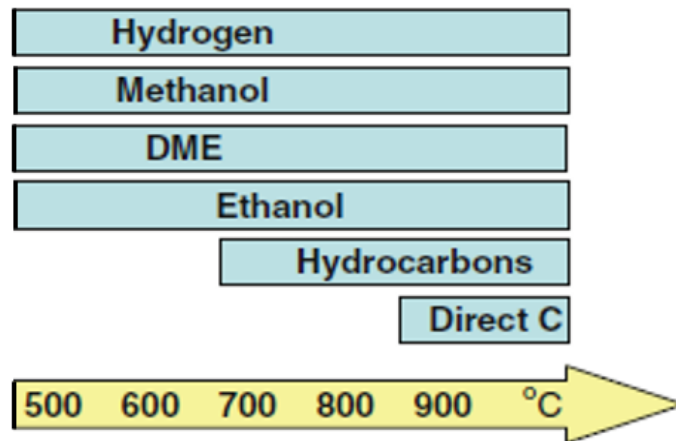 Hydrogen
Methanol
DME
Ethanol
Hydrocarbons
Direct C
500 600 700 800 900 °C